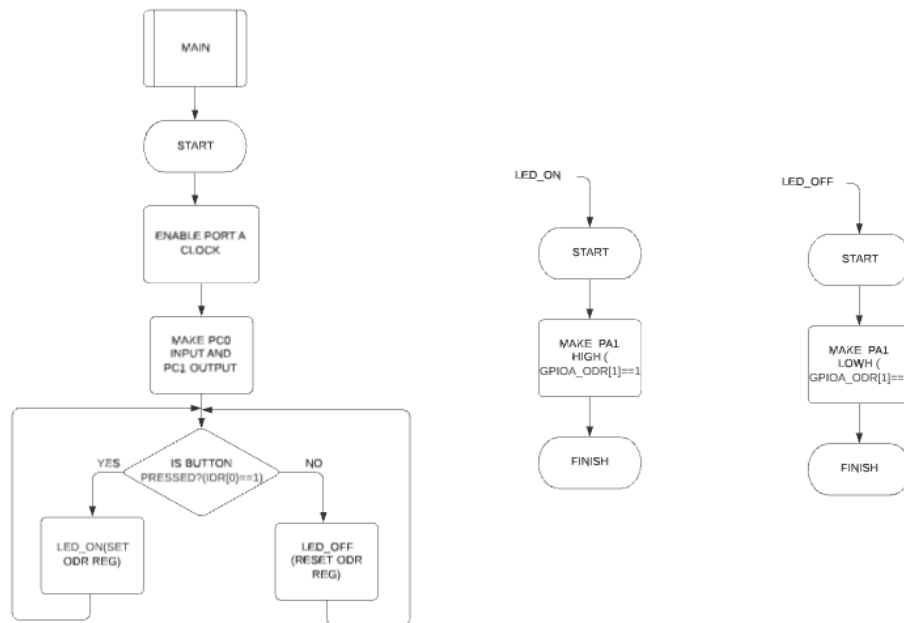 MAIN
START
ENABLE PORT A
CLOCK
MAKE PC0
INPUT AND
PC1 OUTPUT
IS BUTTON
PRESSED?(IDR[0]==1)
YES
NO
LED_ON(SET
ODR REG)
LED_OFF
(RESET ODR
REG)
LED_ON
START
MAKE PA1
HIGH (
GPIOA_ODR[1]==1
FINISH
LED_OFF
START
MAKE PA1
LOWH (
GPIOA_ODR[1]==
FINISH